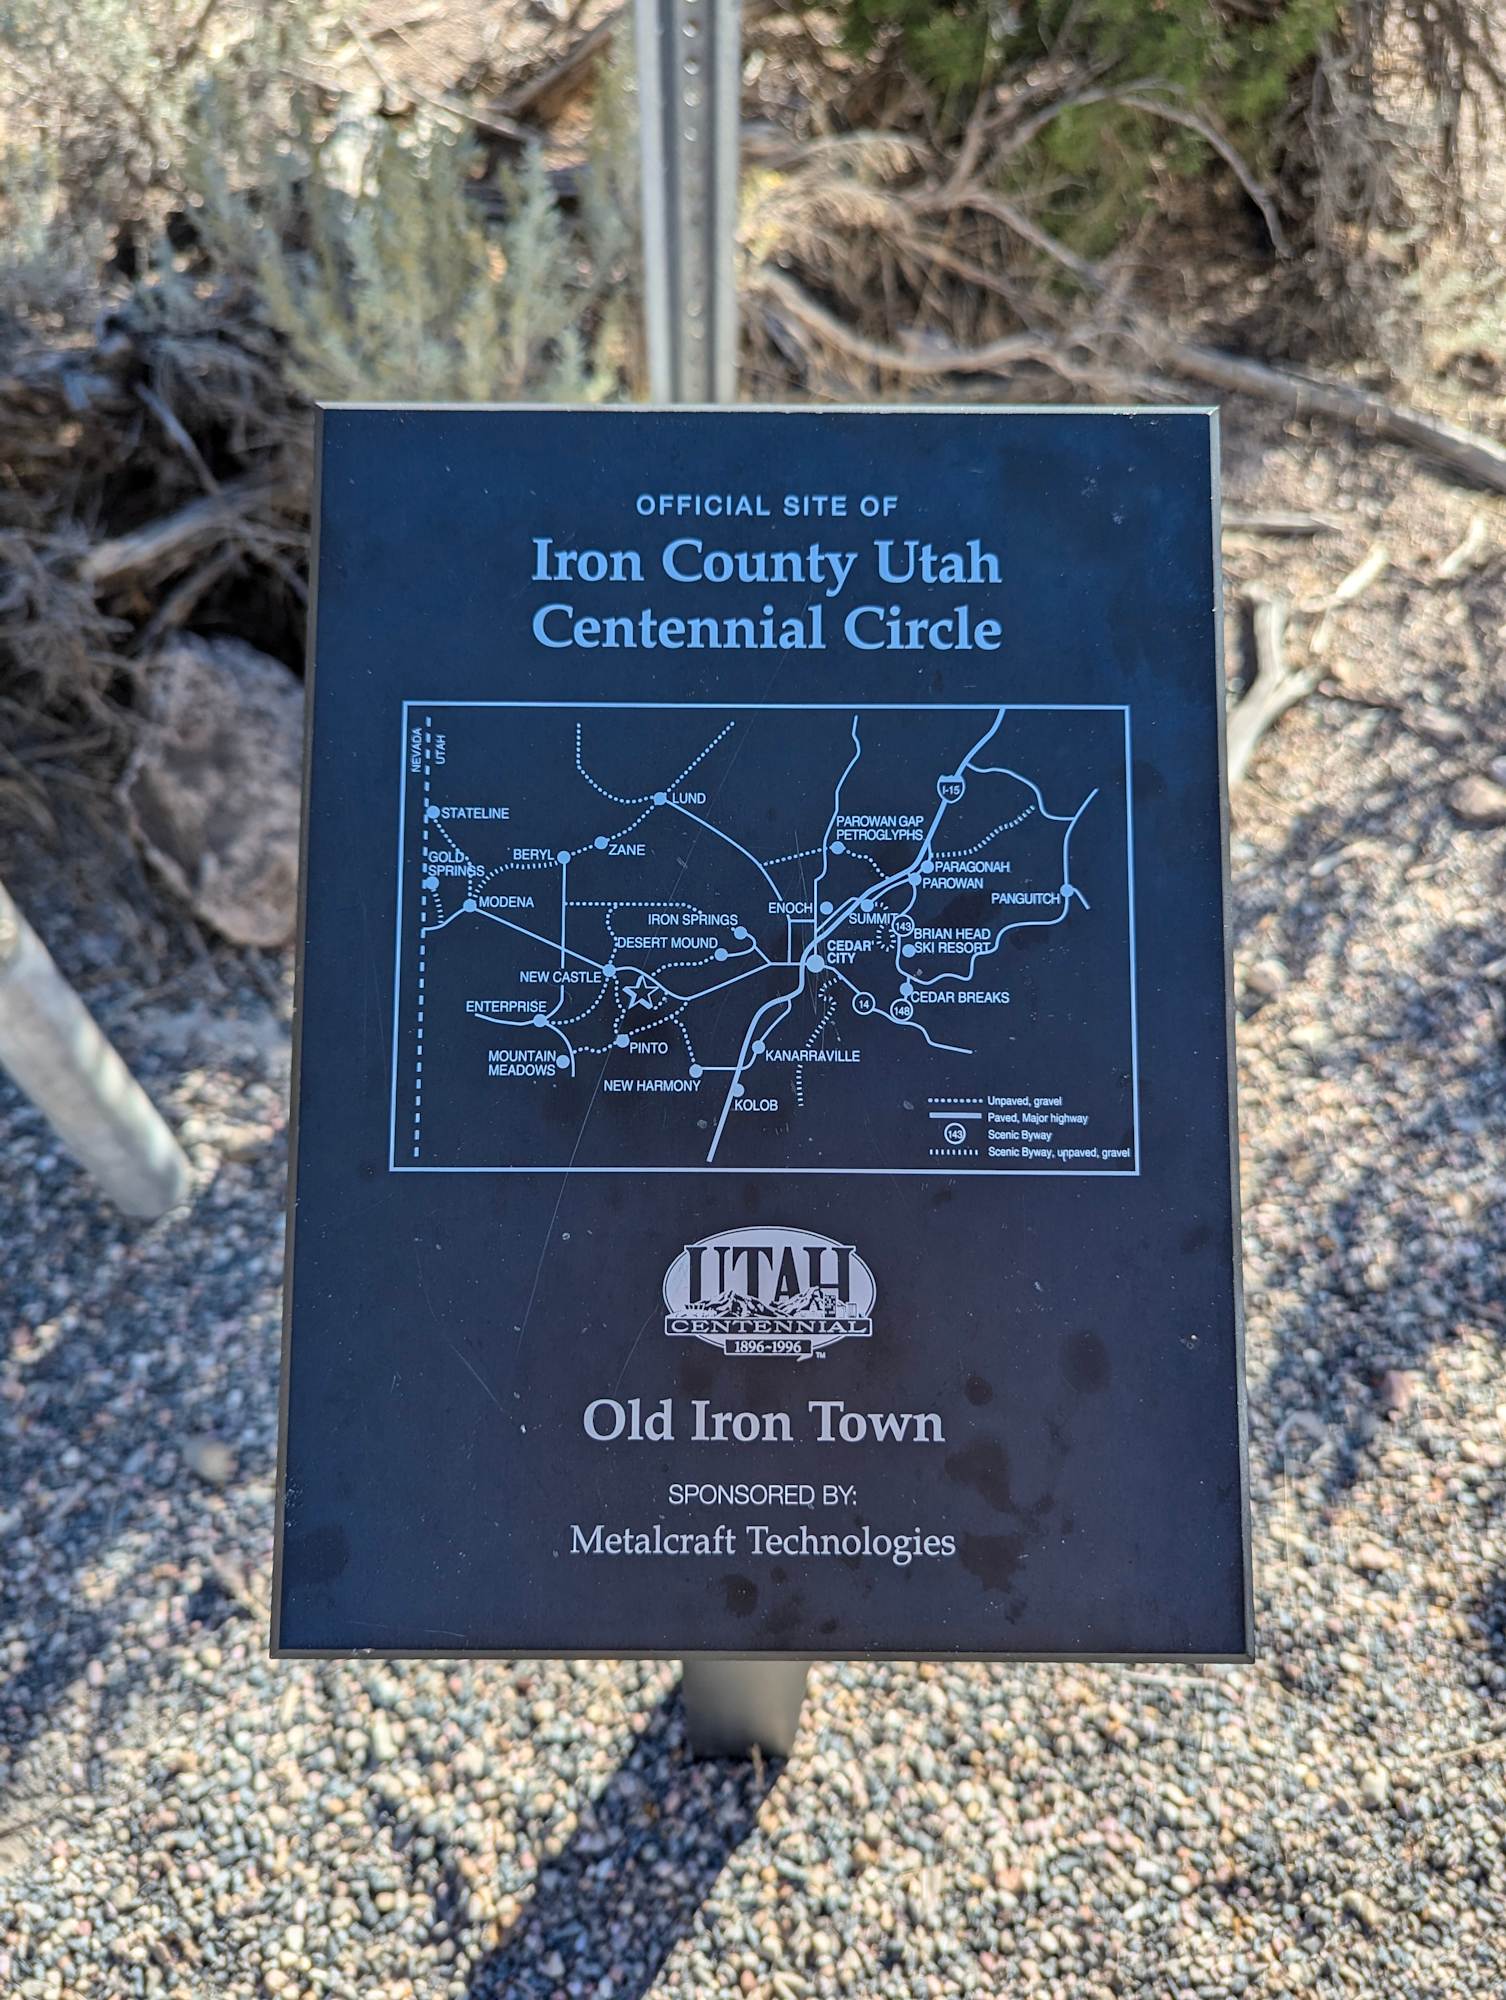 OFFICIAL SITE OF
Iron County Utah
Centennial Circle
NEVADA
UTAH
STATELINE
GOLD
SPRINGS
MODENA
BERYL
ZANE
LUND
PAROWAN GAP
PETROGLYPHS
I-15
PARAGONAH
PAROWAN
PANGUITCH
ENOCH
SUMMIT
143
BRIAN HEAD
SKI RESORT
IRON SPRINGS
DESERT MOUND
CEDAR
CITY
NEW CASTLE
ENTERPRISE
14
148
CEDAR BREAKS
MOUNTAIN
MEADOWS
PINTO
NEW HARMONY
KANARRAVILLE
KOLOB
Unpaved, gravel
Paved, Major highway
143
Scenic Byway
Scenic Byway, unpaved, gravel
UTAH
CENTENNIAL
1896~1996
TM
Old Iron Town
SPONSORED BY:
Metalcraft Technologies